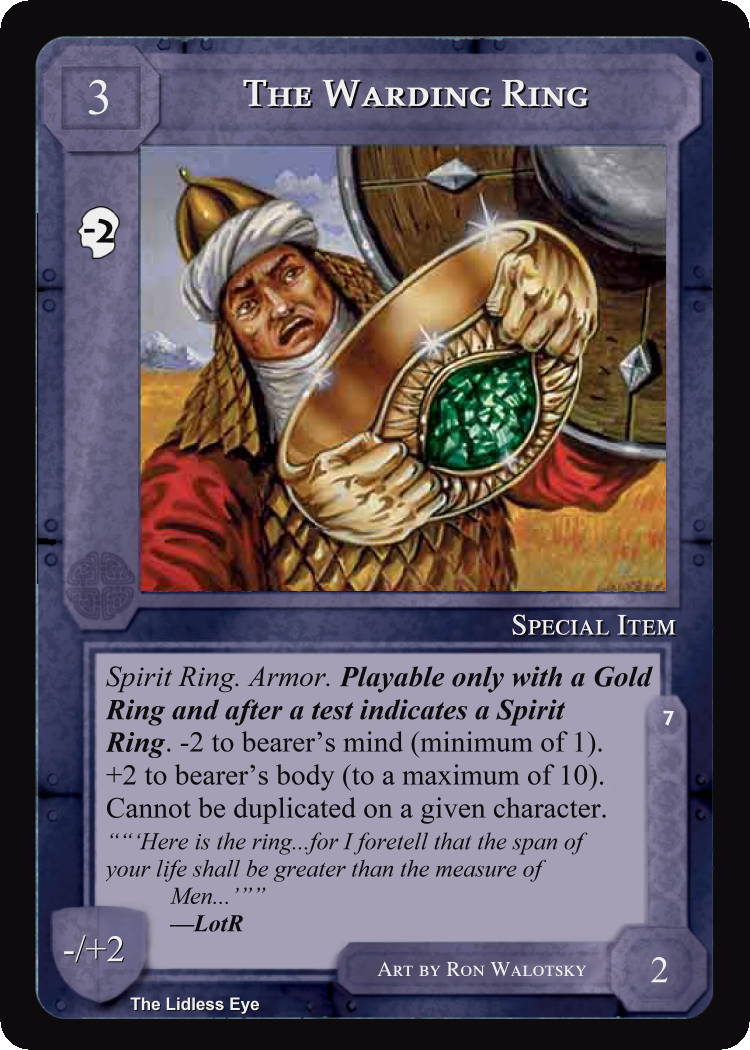 3
THE WARDING RING
-2
SPECIAL ITEM
Spirit Ring. Armor. Playable only with a Gold
Ring and after a test indicates a Spirit
Ring. -2 to bearer's mind (minimum of 1).
+2 to bearer's body (to a maximum of 10).
Cannot be duplicated on a given character.
7
““‘Here is the ring...for I foretell that the span of
your life shall be greater than the measure of
Men...’””
—LotR
-/+2
ART BY RON WALOTSKY
2
The Lidless Eye